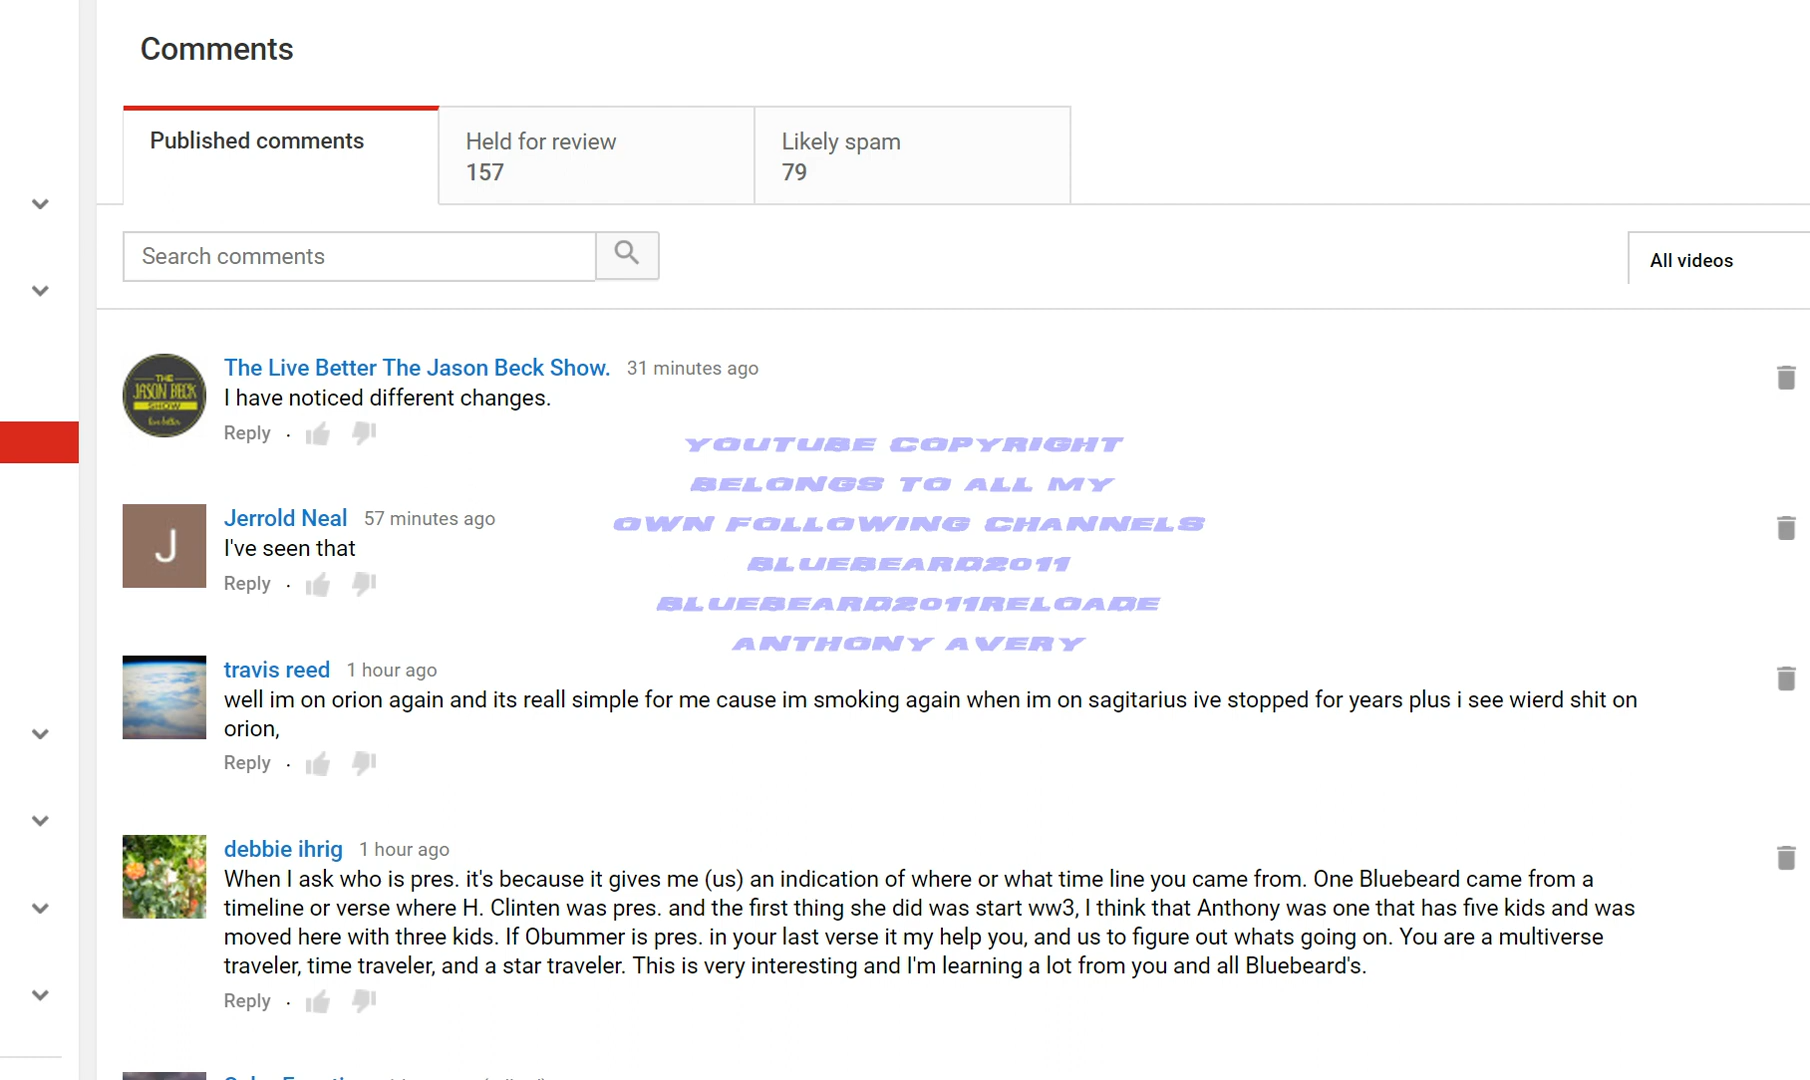 Comments
Published comments
Held for review
157
Likely spam
79
Search comments
All videos
The Live Better The Jason Beck Show. 31 minutes ago
THE
JASON BECK
SHOW
live better
I have noticed different changes.
Reply ·
YOUTUBE COPYRIGHT
BELONGS TO ALL MY
OWN FOLLOWING CHANNELS
BLUEBEARD2011
BLUEBEARD2011RELOADE
ANTHONY AVERY
J
Jerrold Neal 57 minutes ago
I've seen that
Reply ·
travis reed 1 hour ago
well im on orion again and its reall simple for me cause im smoking again when im on sagitarius ive stopped for years plus i see wierd shit on
orion,
Reply ·
debbie ihrig 1 hour ago
When I ask who is pres. it's because it gives me (us) an indication of where or what time line you came from. One Bluebeard came from a
timeline or verse where H. Clinten was pres. and the first thing she did was start ww3, I think that Anthony was one that has five kids and was
moved here with three kids. If Obummer is pres. in your last verse it my help you, and us to figure out whats going on. You are a multiverse
traveler, time traveler, and a star traveler. This is very interesting and I'm learning a lot from you and all Bluebeard's.
Reply ·